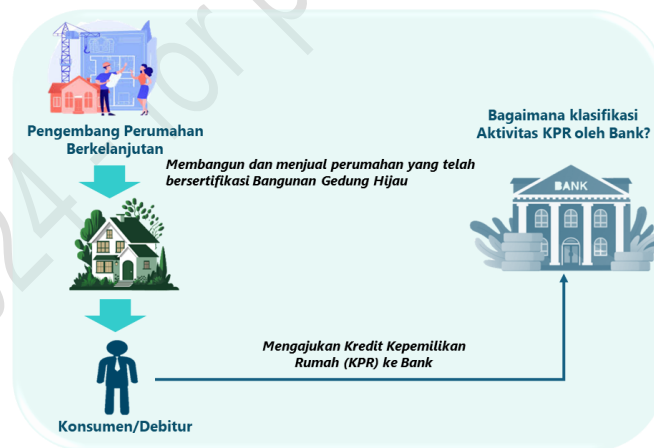 Pengembang Perumahan
Berkelanjutan
Membangun dan menjual perumahan yang telah
bersertifikasi Bangunan Gedung Hijau
Bagaimana klasifikasi
Aktivitas KPR oleh Bank?
BANK
Mengajukan Kredit Kepemilikan
Rumah (KPR) ke Bank
Konsumen/Debitur